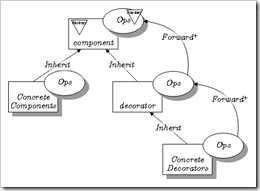 Ops
component
Forward+
Inherit
Inherit
Ops
Ops
Concrete
Components
decorator
Forward+
Inherit
Ops
Concrete
Decorators